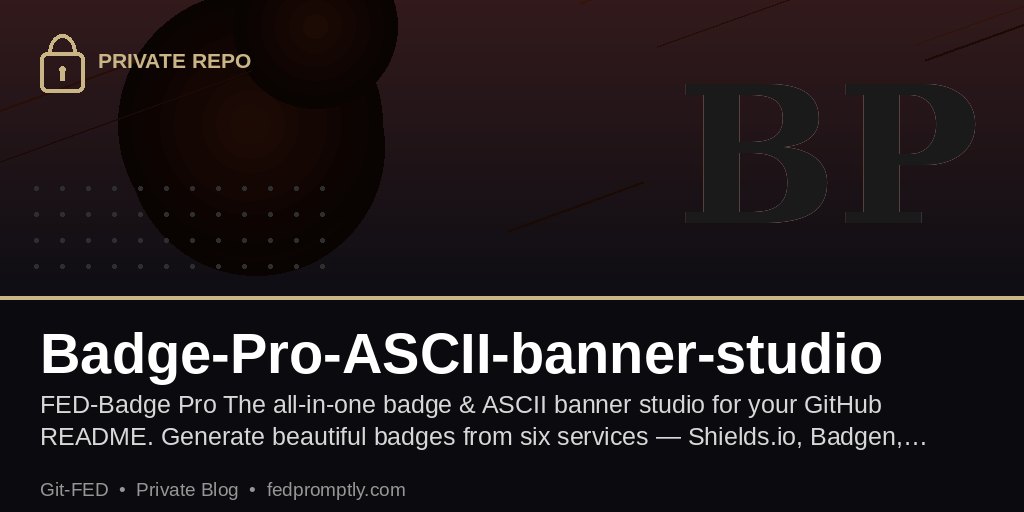 PRIVATE REPO
BP
Badge-Pro-ASCII-banner-studio
FED-Badge Pro The all-in-one badge & ASCII banner studio for your GitHub
README. Generate beautiful badges from six services — Shields.io, Badgen,…
Git-FED • Private Blog • fedpromptly.com